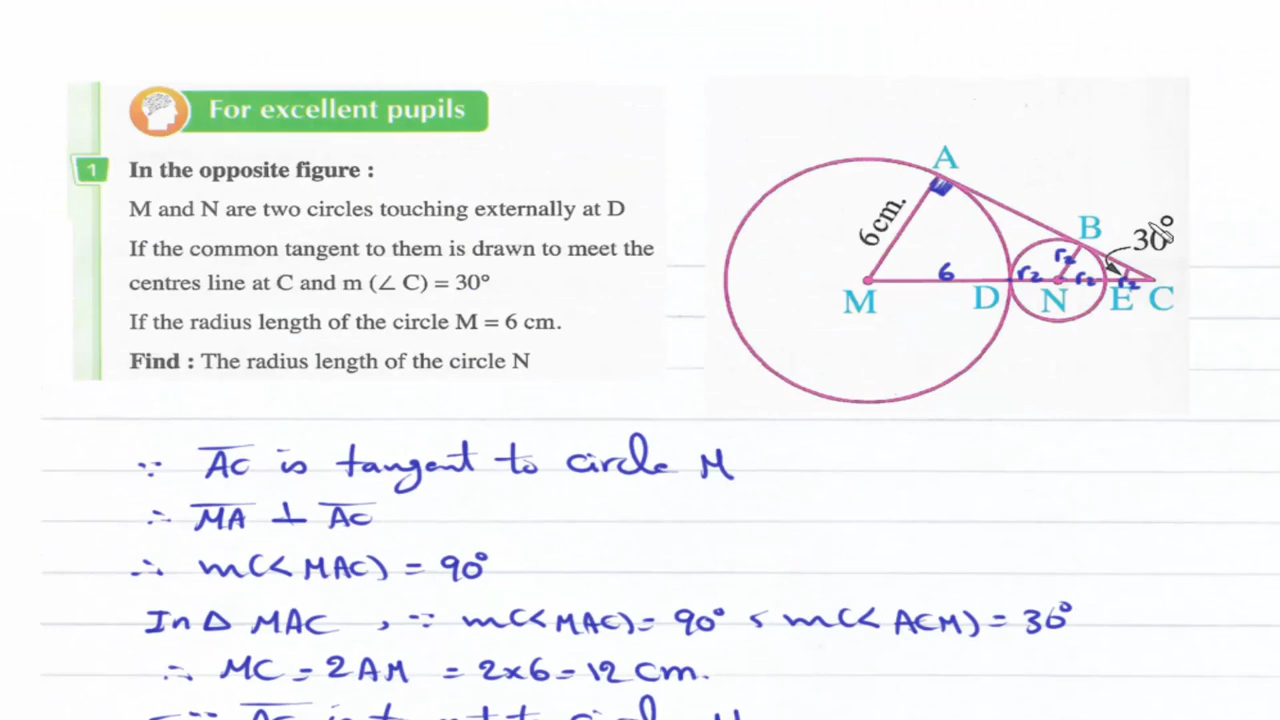 For excellent pupils
1 In the opposite figure :
M and N are two circles touching externally at D
If the common tangent to them is drawn to meet the
centres line at C and m (∠ C) = 30°
If the radius length of the circle M = 6 cm.
Find : The radius length of the circle N
A
6 cm.
B
30°
r₂
6
r₂
r₂
r₂
M
D
N
E
C
∵ AC is tangent to circle M
∴ MA ⊥ AC
∴ m(< MAC) = 90°
In Δ MAC , ∵ m(<MAC) = 90° , m(< ACM) = 30°
∴ MC = 2AM = 2×6 = 12 cm.